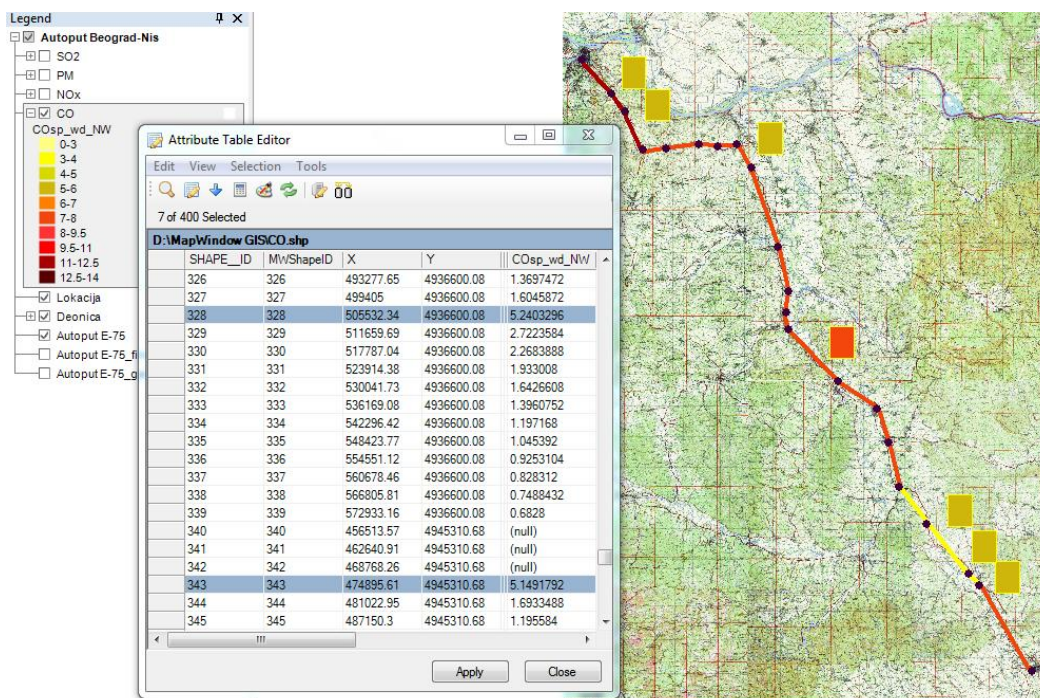 Legend
Autoput Beograd-Nis
SO2
PM
NOx
CO
COsp_wd_NW
0-3
3-4
4-5
5-6
6-7
7-8
8-9.5
9.5-11
11-12.5
12.5-14
Lokacija
Deonica
Autoput E-75
Autoput E-75_fi
Autoput E-75_g
Attribute Table Editor
Edit View Selection Tools
7 of 400 Selected
D:\MapWindow GIS\CO.shp
SHAPE__ID MWShapeID X Y COsp_wd_NW
326 326 493277.65 4936600.08 1.3697472
327 327 499405 4936600.08 1.6045872
328 328 505532.34 4936600.08 5.2403296
329 329 511659.69 4936600.08 2.7223584
330 330 517787.04 4936600.08 2.2683888
331 331 523914.38 4936600.08 1.933008
332 332 530041.73 4936600.08 1.6426608
333 333 536169.08 4936600.08 1.3960752
334 334 542296.42 4936600.08 1.197168
335 335 548423.77 4936600.08 1.045392
336 336 554551.12 4936600.08 0.9253104
337 337 560678.46 4936600.08 0.828312
338 338 566805.81 4936600.08 0.7488432
339 339 572933.16 4936600.08 0.6828
340 340 456513.57 4945310.68 (null)
341 341 462640.91 4945310.68 (null)
342 342 468768.26 4945310.68 (null)
343 343 474895.61 4945310.68 5.1491792
344 344 481022.95 4945310.68 1.6933488
345 345 487150.3 4945310.68 1.195584
Apply Close